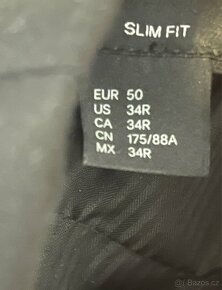 SLIM FIT
EUR 50
US 34R
CA 34R
CN 175/88A
MX 34R
Bazos.cz